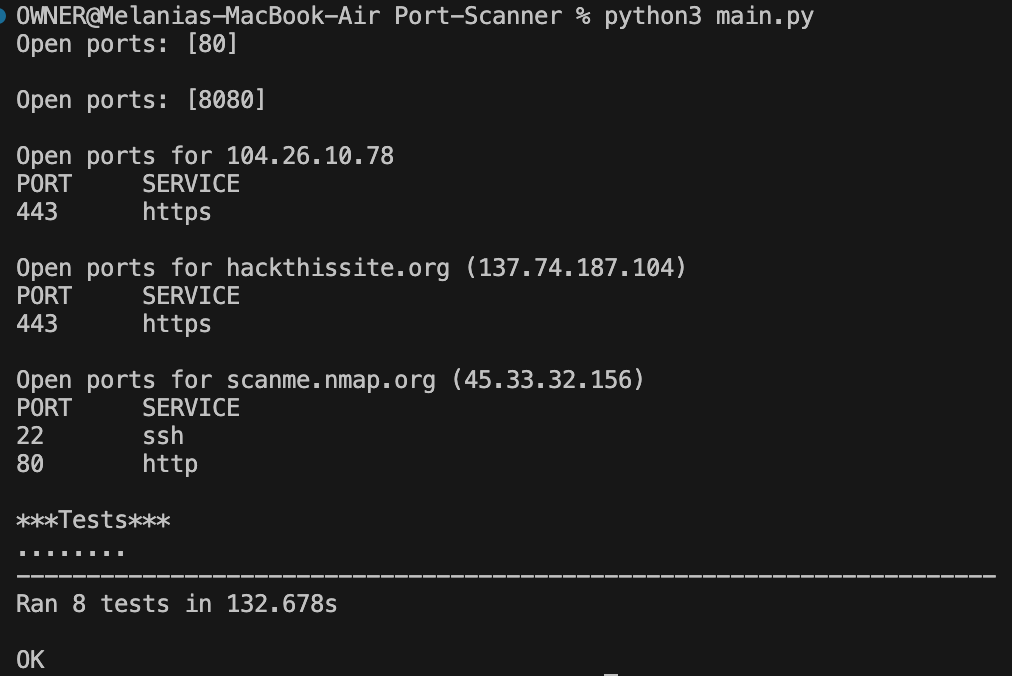 OWNER@Melanias-MacBook-Air Port-Scanner % python3 main.py
Open ports: [80]
Open ports: [8080]
Open ports for 104.26.10.78
PORT     SERVICE
443      https
Open ports for hackthissite.org (137.74.187.104)
PORT     SERVICE
443      https
Open ports for scanme.nmap.org (45.33.32.156)
PORT     SERVICE
22       ssh
80       http
***Tests***
........
----------------------------------------------------------------------
Ran 8 tests in 132.678s
OK